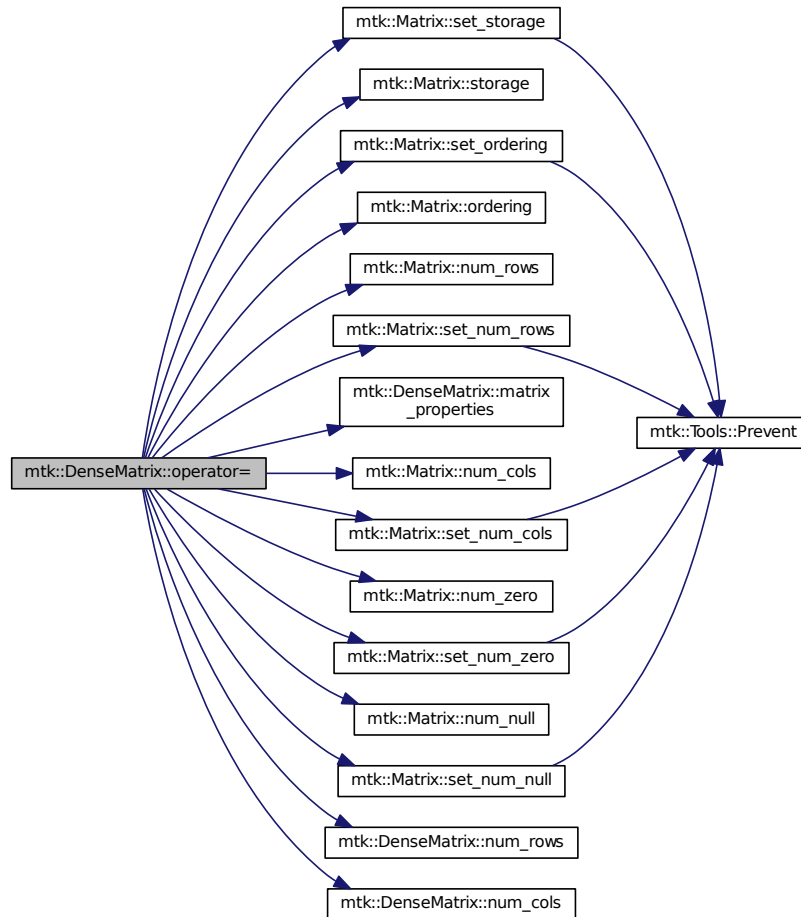 mtk::Matrix::set_storage
mtk::Matrix::storage
mtk::Matrix::set_ordering
mtk::Matrix::ordering
mtk::Matrix::num_rows
mtk::Matrix::set_num_rows
mtk::DenseMatrix::matrix
_properties
mtk::Tools::Prevent
mtk::DenseMatrix::operator=
mtk::Matrix::num_cols
mtk::Matrix::set_num_cols
mtk::Matrix::num_zero
mtk::Matrix::set_num_zero
mtk::Matrix::num_null
mtk::Matrix::set_num_null
mtk::DenseMatrix::num_rows
mtk::DenseMatrix::num_cols